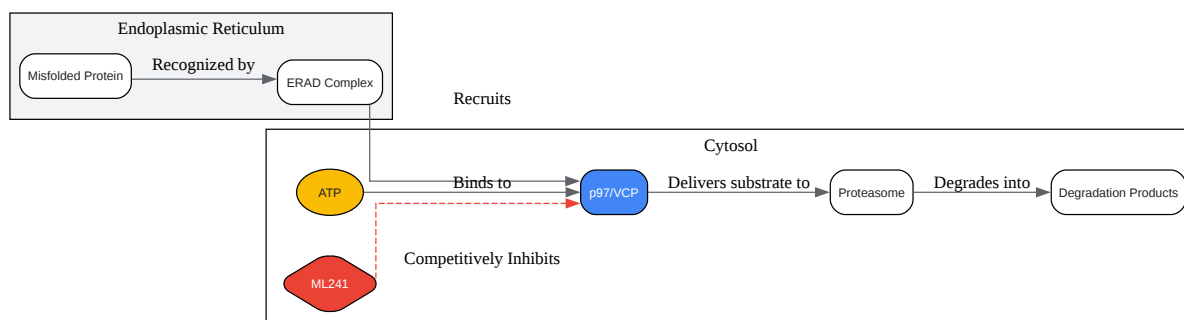 Endoplasmic Reticulum
Misfolded Protein
Recognized by
ERAD Complex
Recruits
Cytosol
ATP
Binds to
p97/VCP
Delivers substrate to
Proteasome
Degrades into
Degradation Products
Competitively Inhibits
ML241